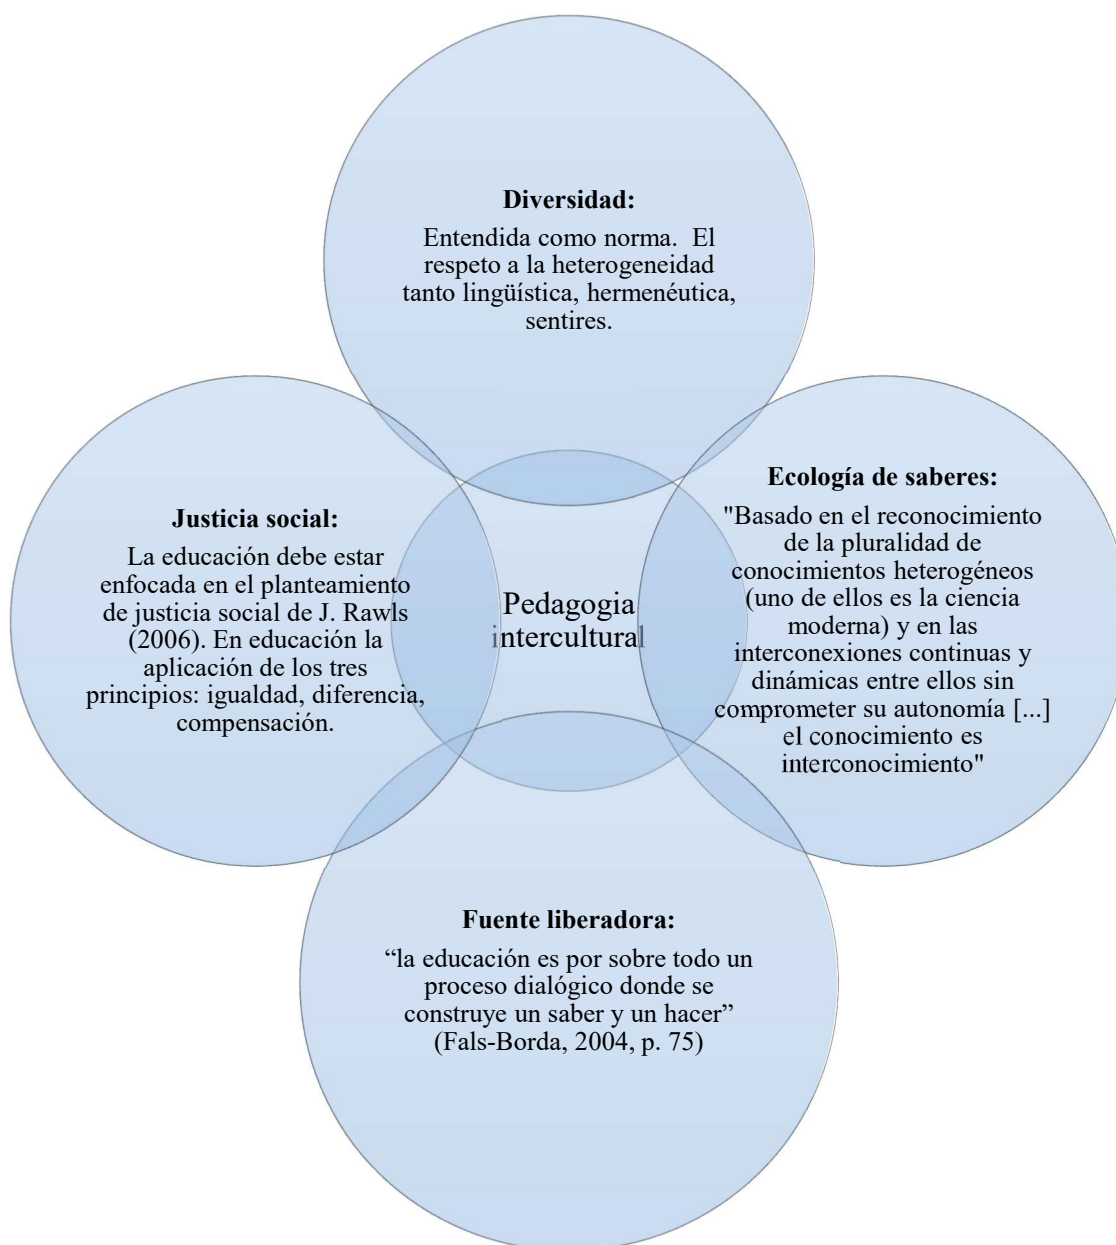 Diversidad:
Entendida como norma.  El
respeto a la heterogeneidad
tanto lingüística, hermenéutica,
sentires.
Justicia social:
La educación debe estar
enfocada en el planteamiento
de justicia social de J. Rawls
(2006). En educación la
aplicación de los tres
principios: igualdad, diferencia,
compensación.
Pedagogia
intercultural
Ecología de saberes:
"Basado en el reconocimiento
de la pluralidad de
conocimientos heterogéneos
(uno de ellos es la ciencia
moderna) y en las
interconexiones continuas y
dinámicas entre ellos sin
comprometer su autonomía [...]
el conocimiento es
interconocimiento"
Fuente liberadora:
“la educación es por sobre todo un
proceso dialógico donde se
construye un saber y un hacer”
(Fals-Borda, 2004, p. 75)